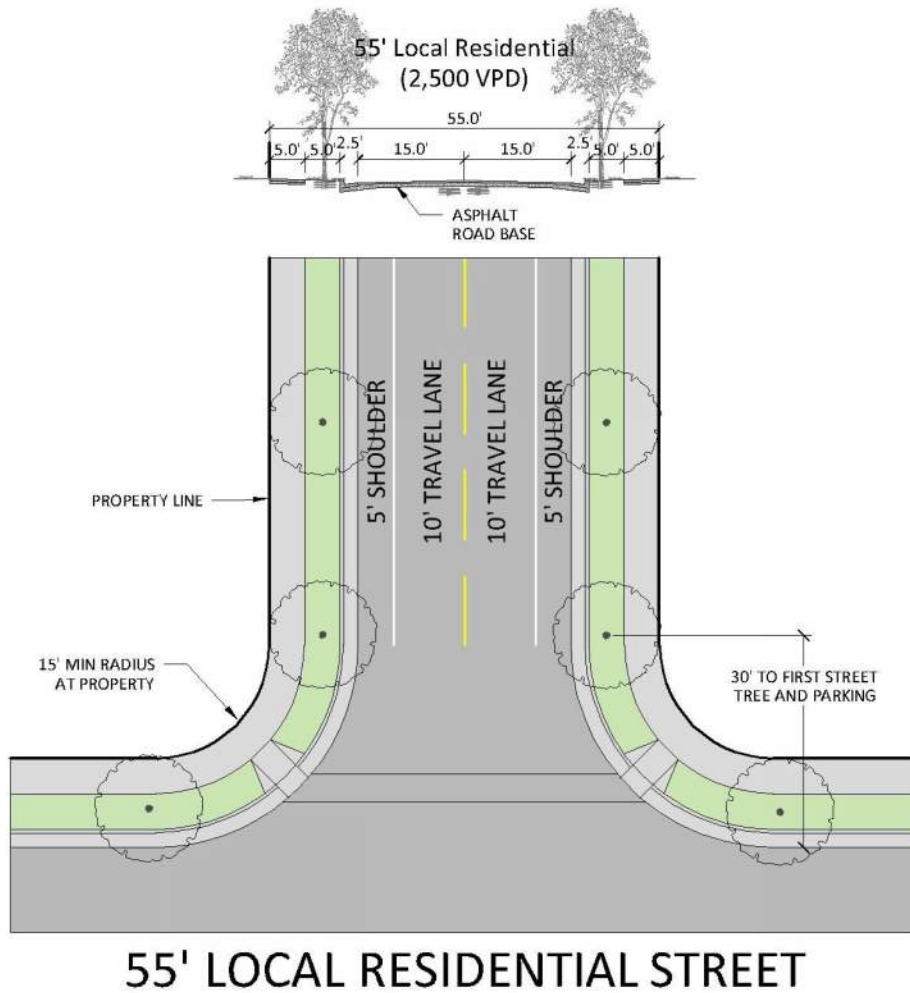 55' Local Residential
(2,500 VPD)
55.0'
5.0' 5.0' 2.5' 15.0' 15.0' 2.5' 5.0' 5.0'
ASPHALT
ROAD BASE
5' SHOULDER
10' TRAVEL LANE
10' TRAVEL LANE
5' SHOULDER
PROPERTY LINE
15' MIN RADIUS
AT PROPERTY
30' TO FIRST STREET
TREE AND PARKING
55' LOCAL RESIDENTIAL STREET